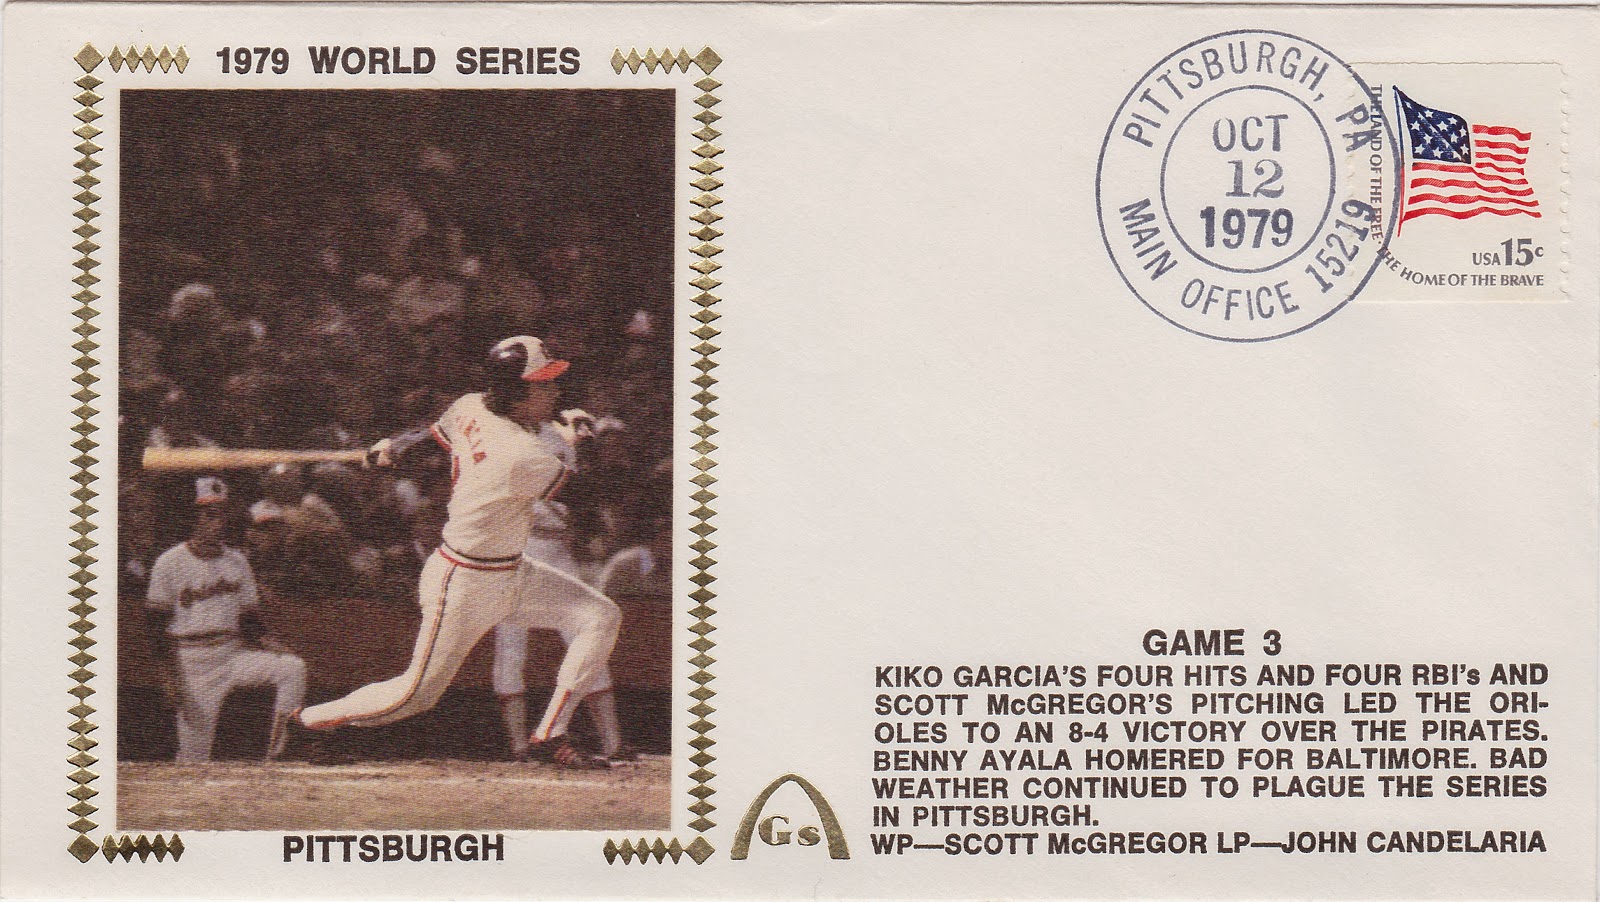 1979 WORLD SERIES
PITTSBURGH
PITTSBURGH, PA
OCT
12
1979
MAIN OFFICE 15219
THE LAND OF THE FREE · THE HOME OF THE BRAVE
USA 15c
GAME 3
KIKO GARCIA'S FOUR HITS AND FOUR RBI's AND
SCOTT McGREGOR'S PITCHING LED THE ORI-
OLES TO AN 8-4 VICTORY OVER THE PIRATES.
BENNY AYALA HOMERED FOR BALTIMORE. BAD
WEATHER CONTINUED TO PLAGUE THE SERIES
IN PITTSBURGH.
WP—SCOTT McGREGOR LP—JOHN CANDELARIA
Gs
Orioles